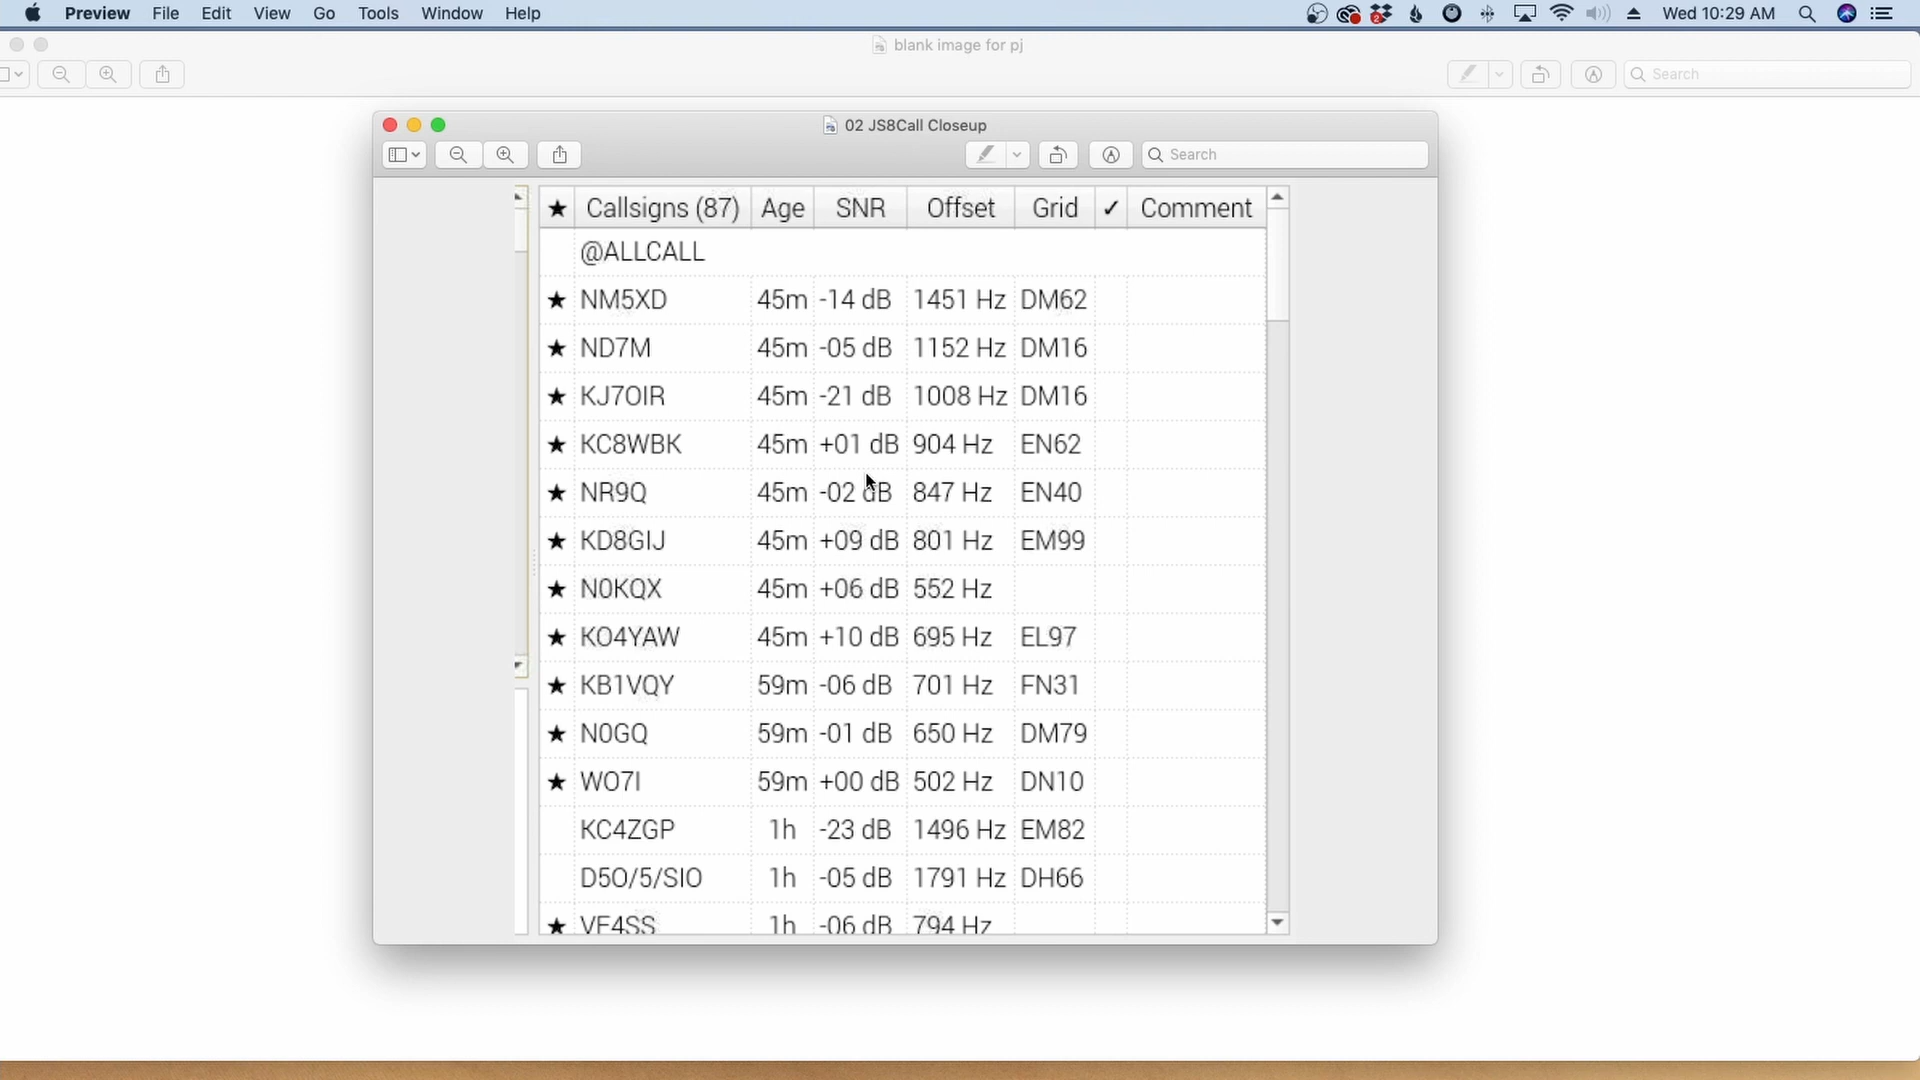 Preview File Edit View Go Tools Window Help 2 Wed 10:29 AM
blank image for pj
Search
02 JS8Call Closeup
Search
★ Callsigns (87) Age SNR Offset Grid ✓ Comment
@ALLCALL
★ NM5XD 45m -14 dB 1451 Hz DM62
★ ND7M 45m -05 dB 1152 Hz DM16
★ KJ7OIR 45m -21 dB 1008 Hz DM16
★ KC8WBK 45m +01 dB 904 Hz EN62
★ NR9Q 45m -02 dB 847 Hz EN40
★ KD8GIJ 45m +09 dB 801 Hz EM99
★ N0KQX 45m +06 dB 552 Hz
★ KO4YAW 45m +10 dB 695 Hz EL97
★ KB1VQY 59m -06 dB 701 Hz FN31
★ N0GQ 59m -01 dB 650 Hz DM79
★ WO7I 59m +00 dB 502 Hz DN10
KC4ZGP 1h -23 dB 1496 Hz EM82
D5O/5/SIO 1h -05 dB 1791 Hz DH66
★ VE4SS 1h -06 dB 794 Hz